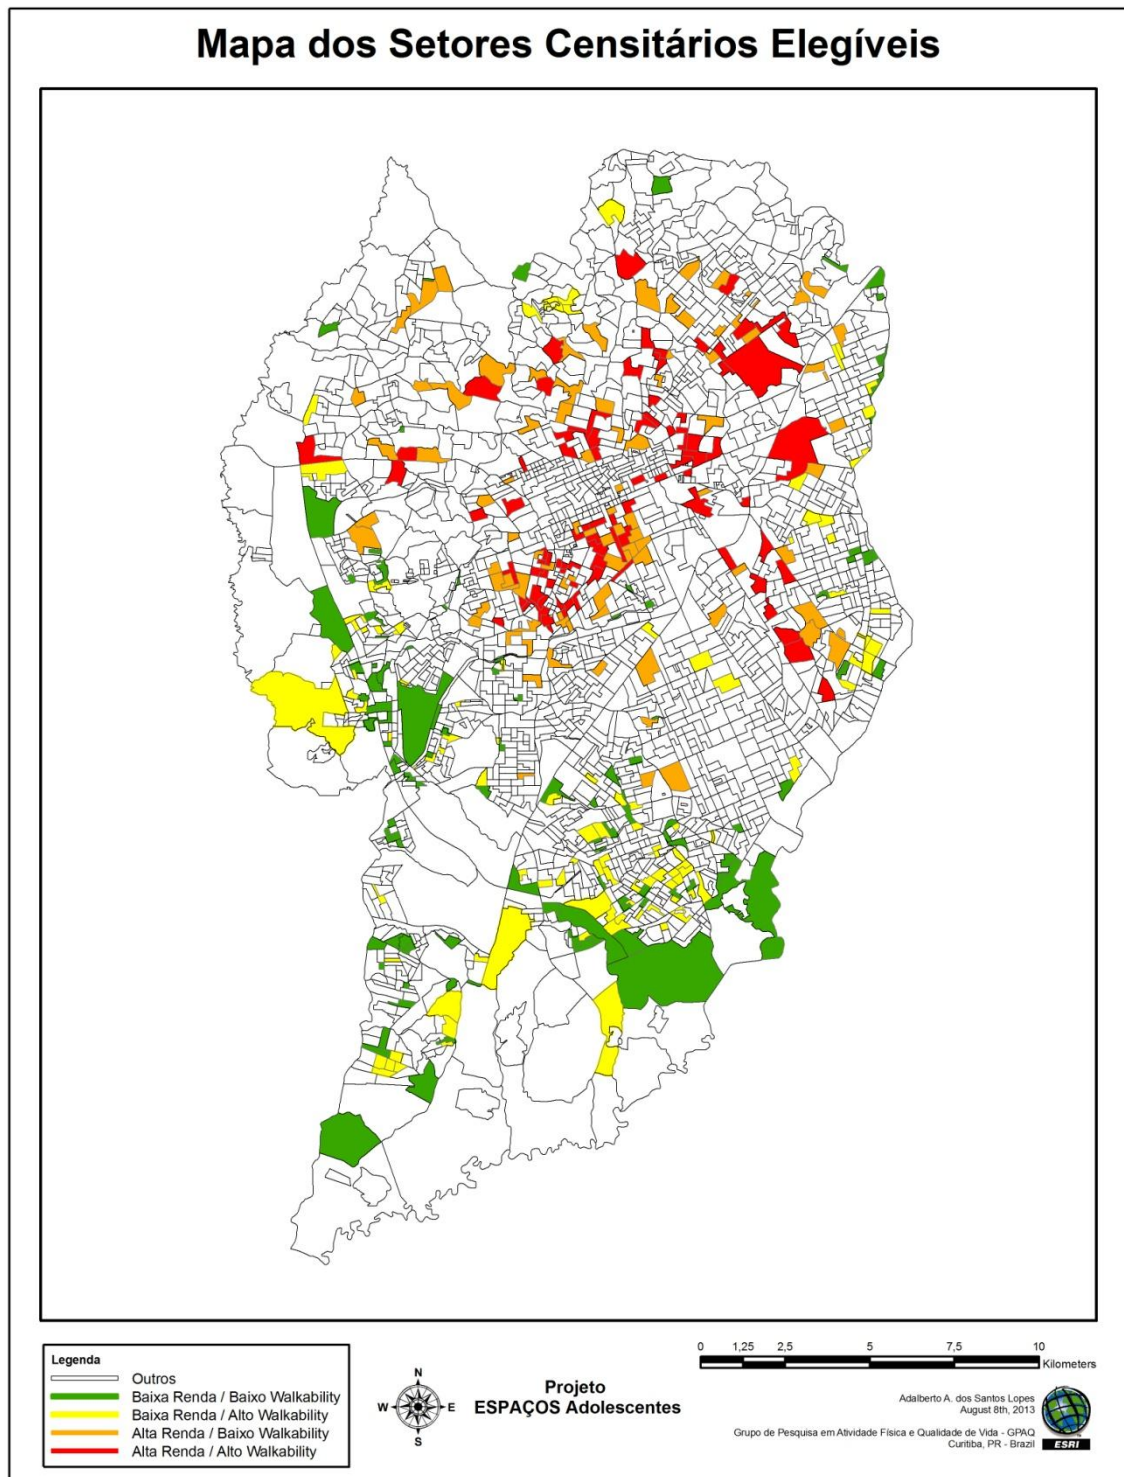 Mapa dos Setores Censitários Elegíveis
Legenda
Outros
Baixa Renda / Baixo Walkability
Baixa Renda / Alto Walkability
Alta Renda / Baixo Walkability
Alta Renda / Alto Walkability
N
W E
S
Projeto
ESPAÇOS Adolescentes
0 1,25 2,5 5 7,5 10
Kilometers
Adalberto A. dos Santos Lopes
August 8th, 2013
Grupo de Pesquisa em Atividade Física e Qualidade de Vida - GPAQ
Curitiba, PR - Brazil
ESRI